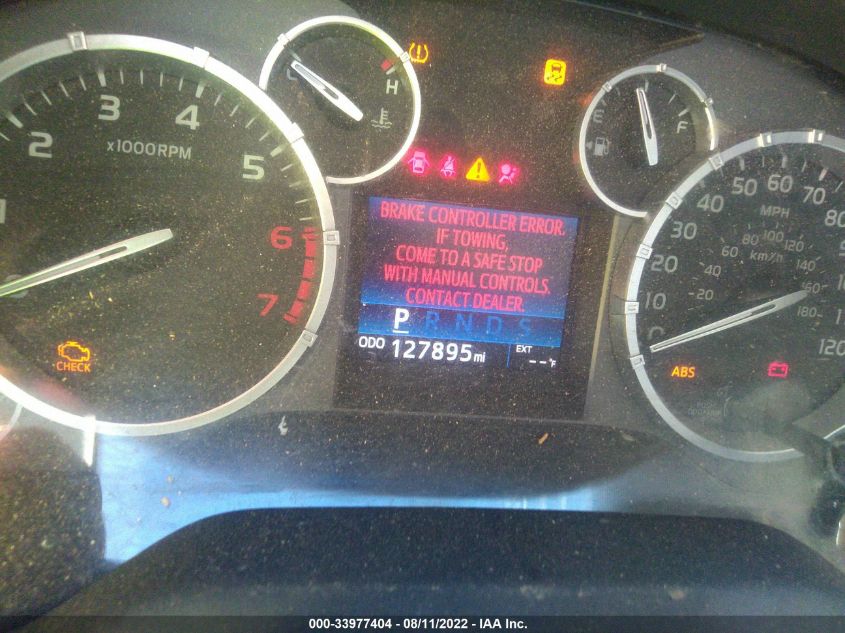 3
4
2
5
x1000RPM
1
6
7
CHECK
C
H
E
F
50
60
70
40
80
MPH
30
80
100
120
60
km/h
140
20
40
160
10
20
180
0
120
BRAKE CONTROLLER ERROR.
IF TOWING,
COME TO A SAFE STOP
WITH MANUAL CONTROLS.
CONTACT DEALER.
P R N D S
ODO 127895 mi
EXT
--°F
ABS
000-33977404 - 08/11/2022 - IAA Inc.